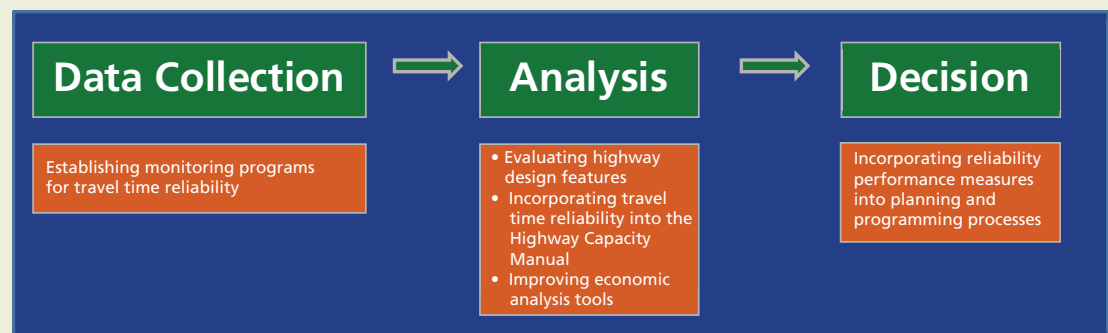 Data Collection
Analysis
Decision
Establishing monitoring programs
for travel time reliability
• Evaluating highway
design features
• Incorporating travel
time reliability into the
Highway Capacity
Manual
• Improving economic
analysis tools
Incorporating reliability
performance measures
into planning and
programming processes